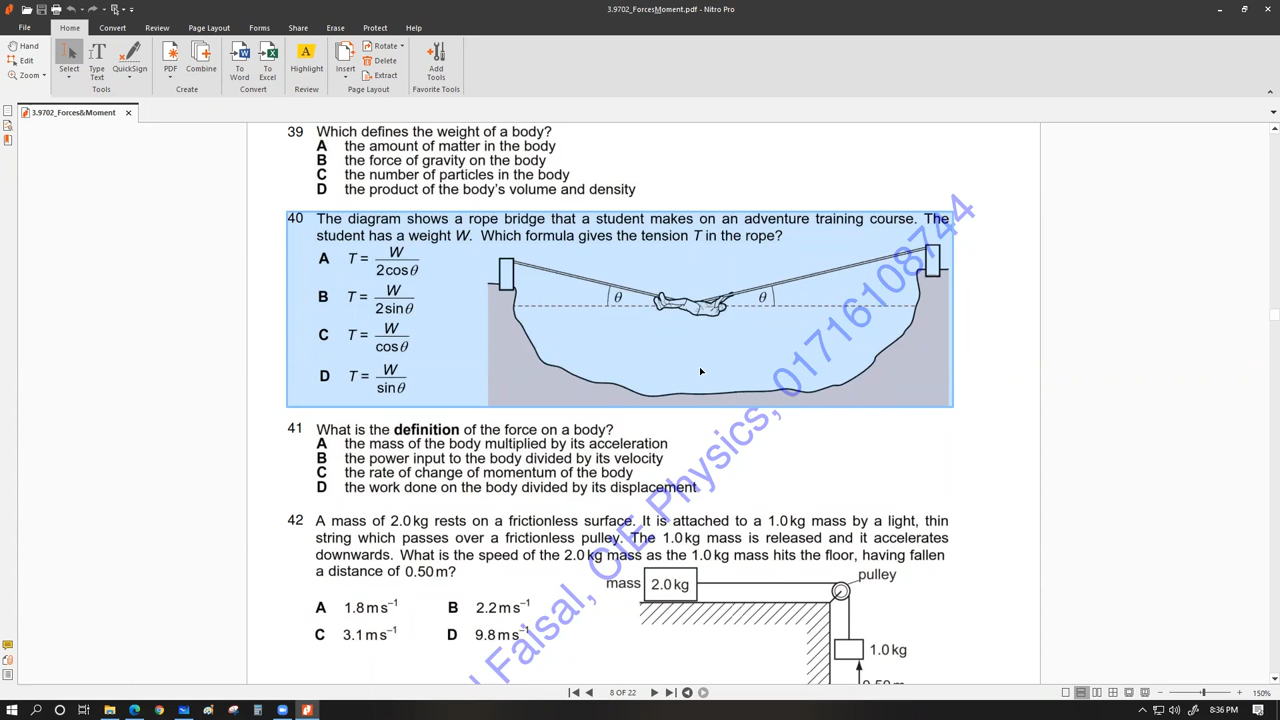 3.9702_ForcesMoment.pdf - Nitro Pro
File Home Convert Review Page Layout Forms Share Erase Protect Help
Hand
Edit
Zoom
Select
Type Text
QuickSign
Tools
PDF
Combine
Create
To Word
To Excel
Convert
Highlight
Review
Insert
Rotate
Delete
Extract
Page Layout
Add Tools
Favorite Tools
3.9702_Forces&Moment
39 Which defines the weight of a body?
A the amount of matter in the body
B the force of gravity on the body
C the number of particles in the body
D the product of the body's volume and density
40 The diagram shows a rope bridge that a student makes on an adventure training course. The
student has a weight W. Which formula gives the tension T in the rope?
A T = W / 2cosθ
B T = W / 2sinθ
C T = W / cosθ
D T = W / sinθ
θ θ
41 What is the definition of the force on a body?
A the mass of the body multiplied by its acceleration
B the power input to the body divided by its velocity
C the rate of change of momentum of the body
D the work done on the body divided by its displacement
42 A mass of 2.0 kg rests on a frictionless surface. It is attached to a 1.0 kg mass by a light, thin
string which passes over a frictionless pulley. The 1.0 kg mass is released and it accelerates
downwards. What is the speed of the 2.0 kg mass as the 1.0 kg mass hits the floor, having fallen
a distance of 0.50 m?
A 1.8 m s⁻¹ B 2.2 m s⁻¹
C 3.1 m s⁻¹ D 9.8 m s⁻¹
mass 2.0 kg
pulley
1.0 kg
0.50 m
Faisal, CIE Physics, 01716108744
8 OF 22
150%
8:36 PM